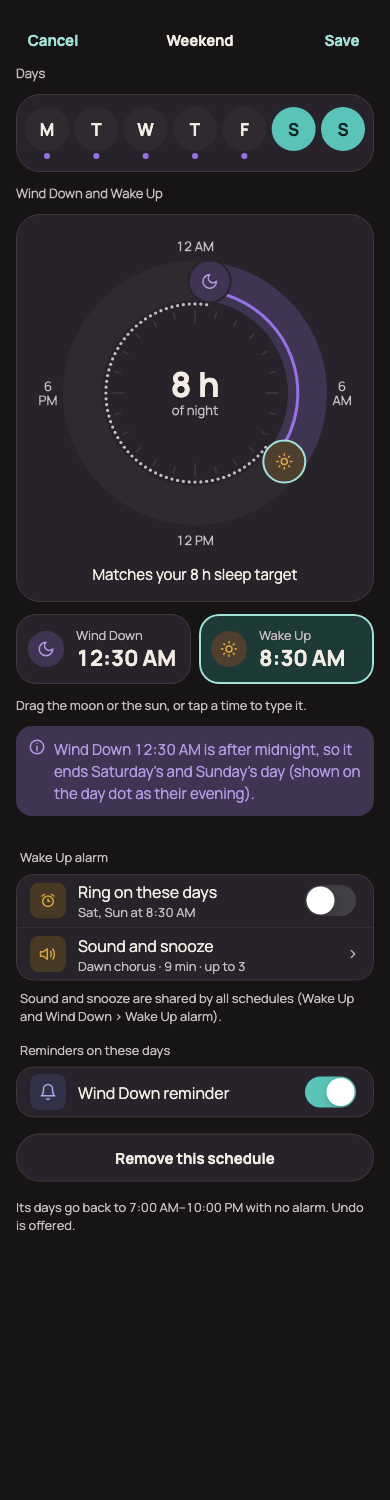 Cancel Weekend Save
Days
M T W T F S S
Wind Down and Wake Up
12 AM
6 PM
8 h
of night
6 AM
12 PM
Matches your 8 h sleep target
Wind Down
12:30 AM
Wake Up
8:30 AM
Drag the moon or the sun, or tap a time to type it.
Wind Down 12:30 AM is after midnight, so it
ends Saturday's and Sunday's day (shown on
the day dot as their evening).
Wake Up alarm
Ring on these days
Sat, Sun at 8:30 AM
Sound and snooze
Dawn chorus · 9 min · up to 3
Sound and snooze are shared by all schedules (Wake Up
and Wind Down › Wake Up alarm).
Reminders on these days
Wind Down reminder
Remove this schedule
Its days go back to 7:00 AM–10:00 PM with no alarm. Undo
is offered.